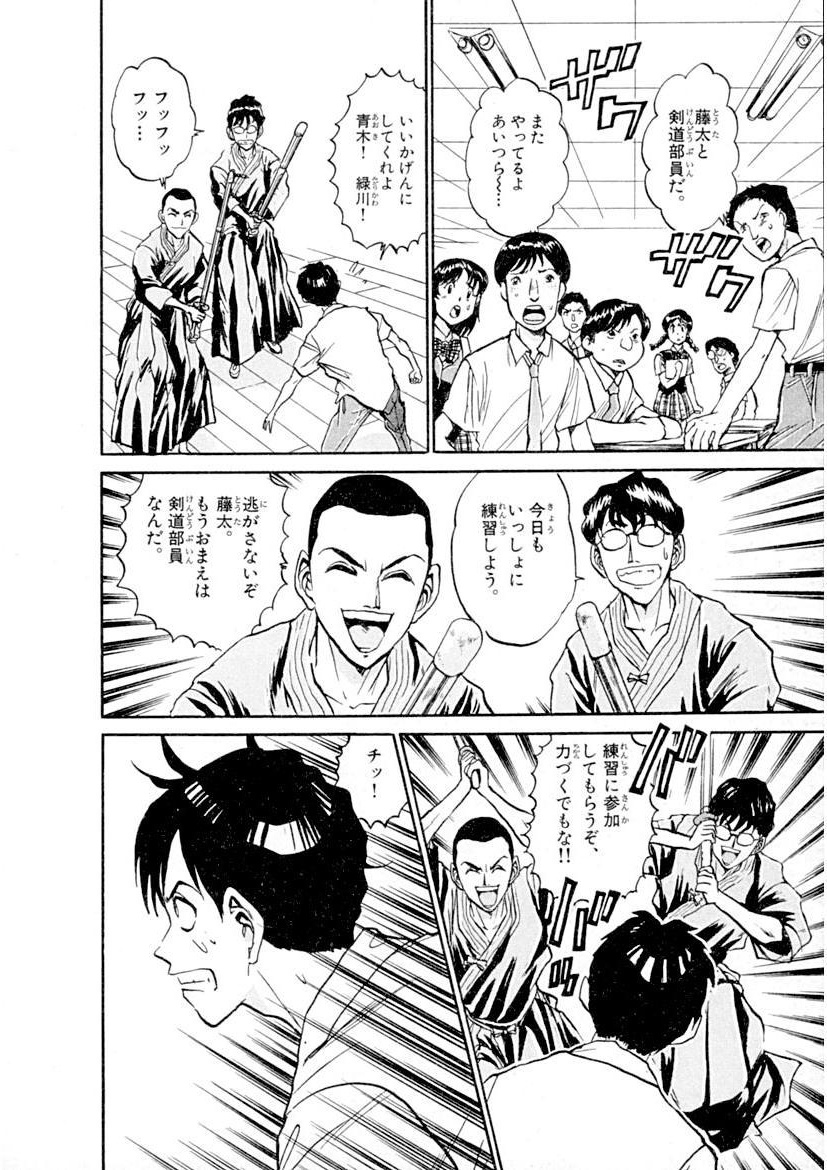 藤太と
剣道部員だ。
ザワ
ザワ
また
やってるよ
あいつら〜…
いいかげんに
してくれよ
青木! 緑川!
フッフッ
フッ…
今日も
いっしょに
練習しよう。
逃がさないぞ
藤太。
もうおまえは
剣道部員
なんだ。
練習に参加
してもらうぞ、
力づくでもな!!
チッ!